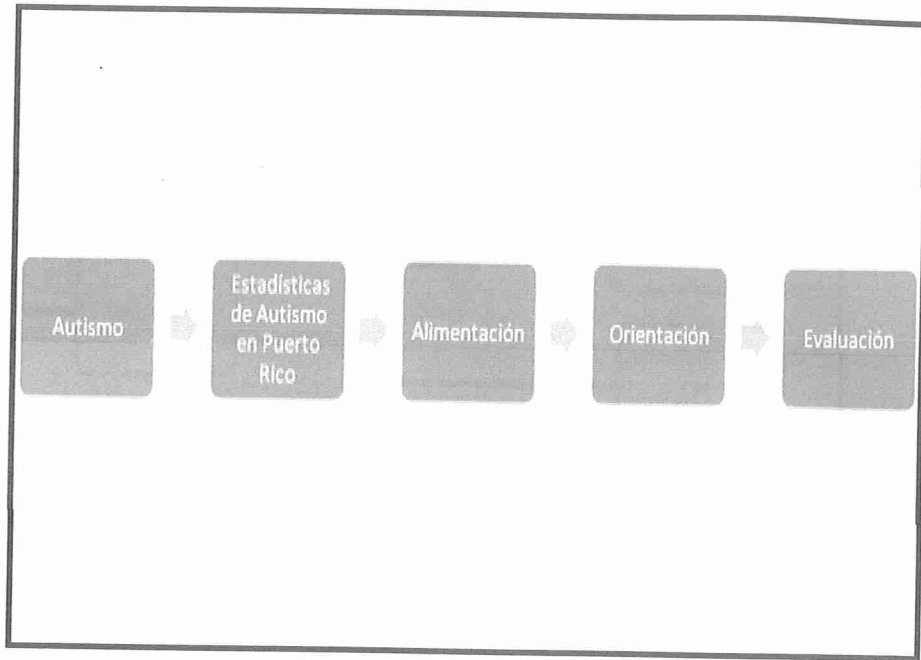 Autismo
Estadísticas
de Autismo
en Puerto
Rico
Alimentación
Orientación
Evaluación